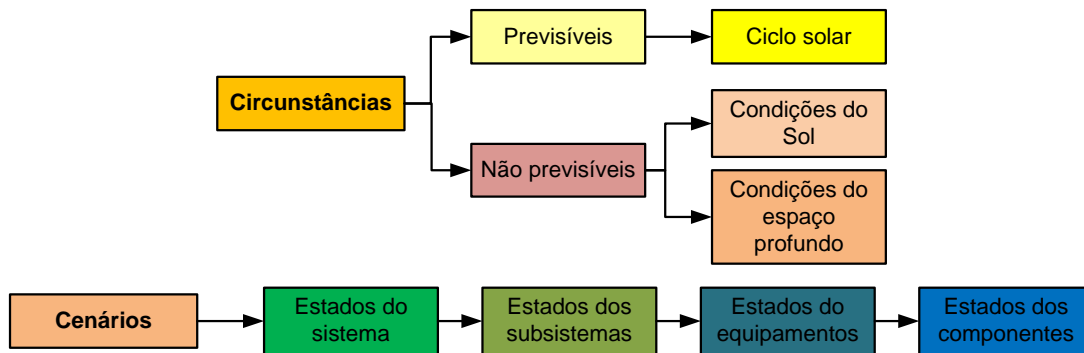 Previsíveis
Ciclo solar
Circunstâncias
Condições do
Sol
Não previsíveis
Condições do
espaço
profundo
Cenários
Estados do
sistema
Estados dos
subsistemas
Estados do
equipamentos
Estados dos
componentes